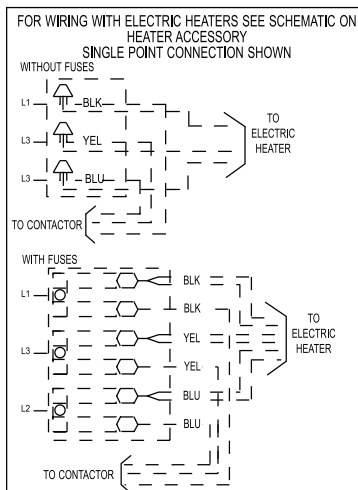 FOR WIRING WITH ELECTRIC HEATERS SEE SCHEMATIC ON
HEATER ACCESSORY
SINGLE POINT CONNECTION SHOWN
WITHOUT FUSES
L1
BLK
L3
YEL
L3
BLU
TO
ELECTRIC
HEATER
TO CONTACTOR
WITH FUSES
L1
BLK
BLK
L3
YEL
YEL
L2
BLU
BLU
TO
ELECTRIC
HEATER
TO CONTACTOR